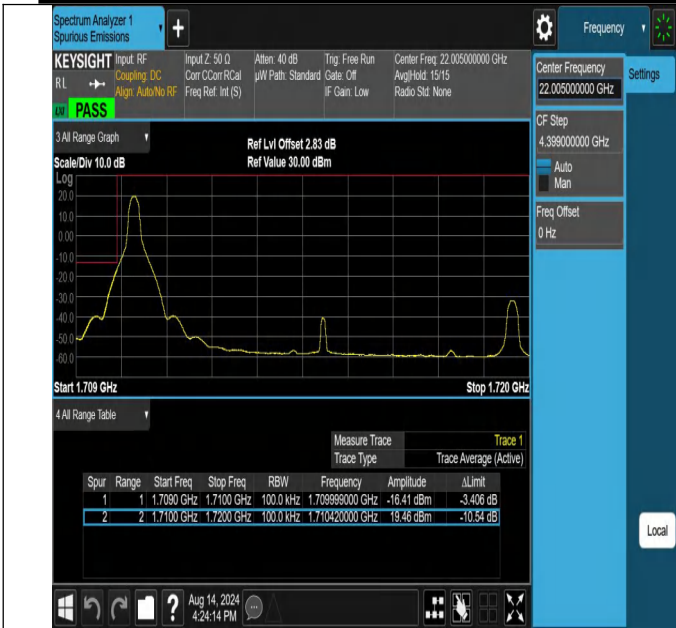 Spectrum Analyzer 1
Spurious Emissions
Frequency
KEYSIGHT Input: RF Input Z: 50 Ω Atten: 40 dB Trig: Free Run Center Freq: 22.005000000 GHz
RL Coupling: DC Corr CCorr RCal µW Path: Standard Gate: Off Avg|Hold: 15/15
Align: Auto/No RF Freq Ref: Int (S) IF Gain: Low Radio Std: None
PASS
Center Frequency
22.005000000 GHz
Settings
CF Step
4.399000000 GHz
Auto
Man
Freq Offset
0 Hz
3 All Range Graph
Ref Lvl Offset 2.83 dB
Scale/Div 10.0 dB Ref Value 30.00 dBm
Log
20.0
10.0
0.00
-10.0
-20.0
-30.0
-40.0
-50.0
-60.0
Start 1.709 GHz Stop 1.720 GHz
4 All Range Table
Measure Trace Trace 1
Trace Type Trace Average (Active)
Spur Range Start Freq Stop Freq RBW Frequency Amplitude ΔLimit
1 1 1.7090 GHz 1.7100 GHz 100.0 kHz 1.709999000 GHz -16.41 dBm -3.406 dB
2 2 1.7100 GHz 1.7200 GHz 100.0 kHz 1.710420000 GHz 19.46 dBm -10.54 dB
Local
? Aug 14, 2024
4:24:14 PM